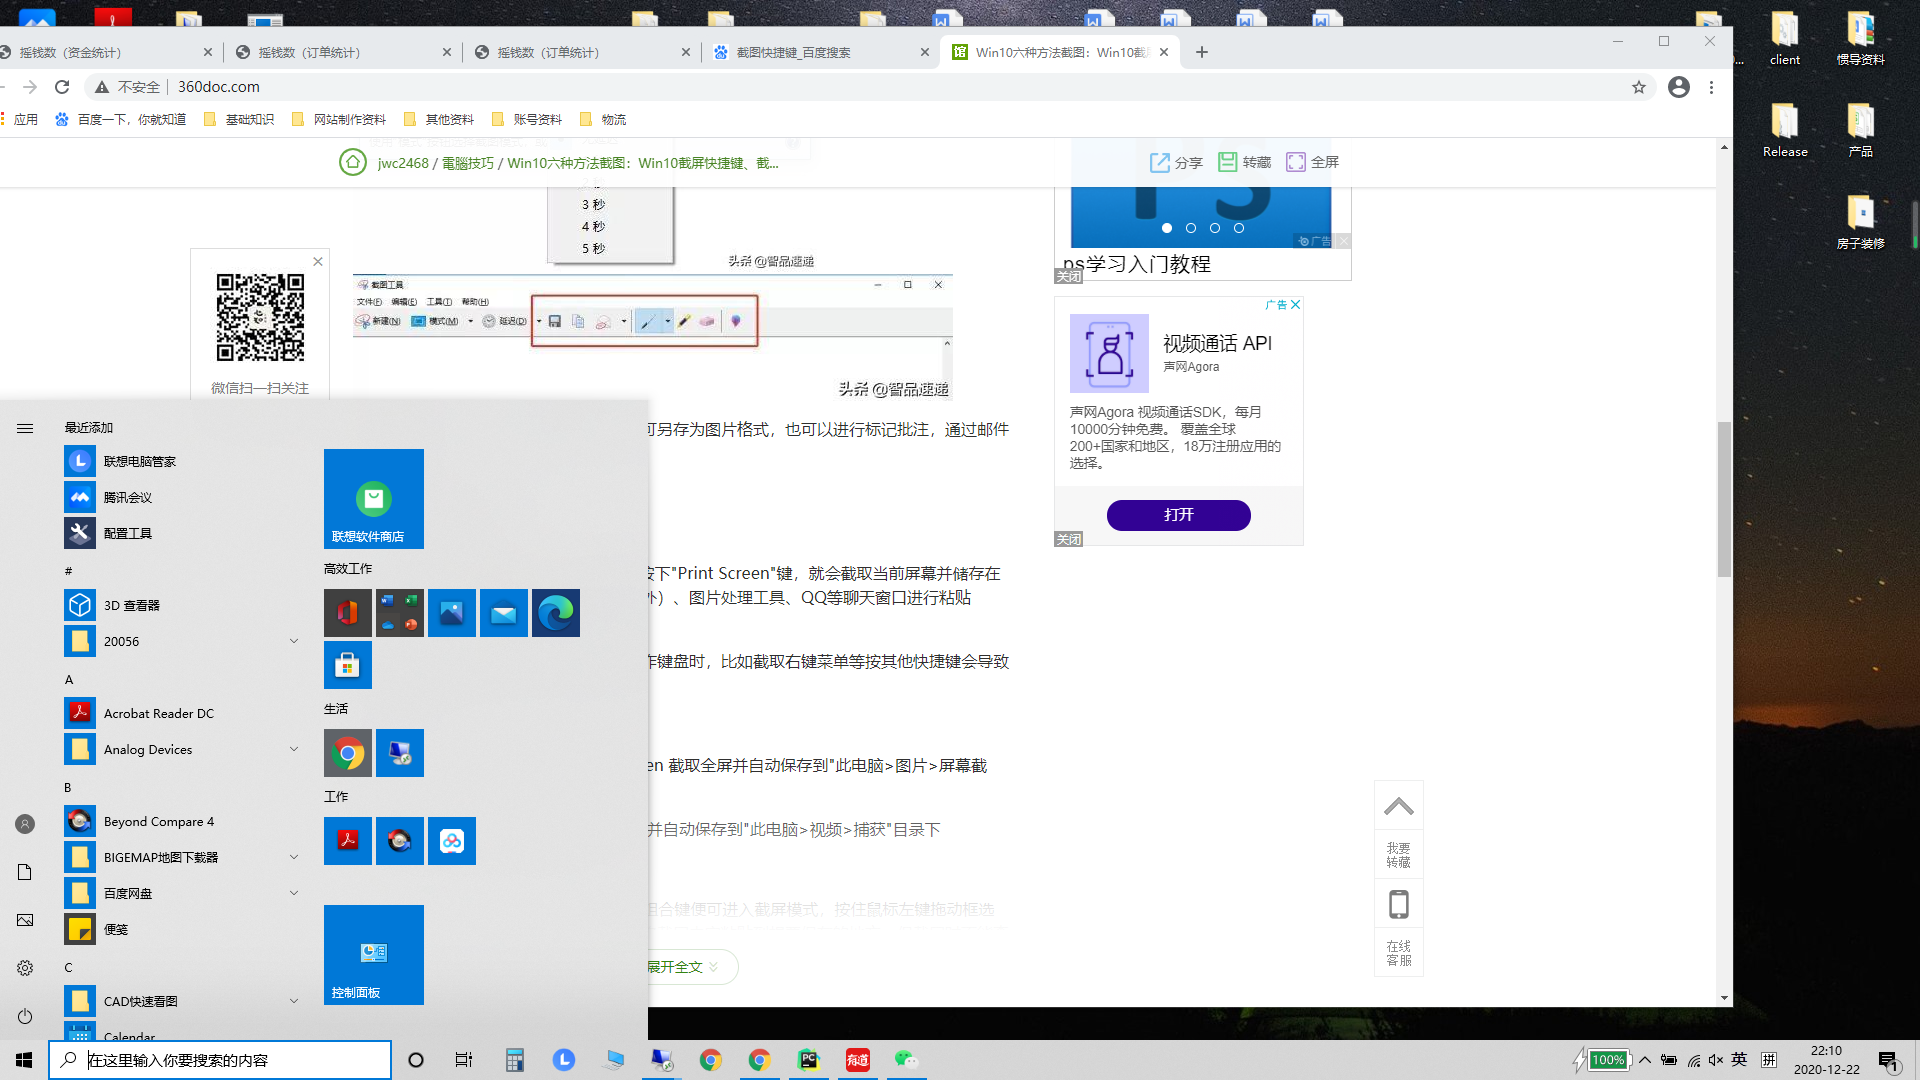 摇钱数（资金统计）
摇钱数（订单统计）
摇钱数（订单统计）
截图快捷键_百度搜索
Win10六种方法截图：Win10截
不安全
360doc.com
应用
百度一下，你就知道
基础知识
网站制作资料
其他资料
账号资料
物流
jwc2468 / 電腦技巧 / Win10六种方法截图：Win10截屏快捷键、截...
分享
转藏
全屏
3 秒
4 秒
5 秒
头条 @智品速递
截图工具
文件(F) 编辑(E) 工具(T) 帮助(H)
新建(N) 模式(M) 延迟(D)
头条 @智品速递
微信扫一扫关注
广告
ps学习入门教程
关闭
广告
视频通话 API
声网Agora
声网Agora 视频通话SDK，每月
10000分钟免费。 覆盖全球
200+国家和地区，18万注册应用的
选择。
打开
关闭
可另存为图片格式，也可以进行标记批注，通过邮件
按下"Print Screen"键，就会截取当前屏幕并储存在
外）、图片处理工具、QQ等聊天窗口进行粘贴
作键盘时，比如截取右键菜单等按其他快捷键会导致
en 截取全屏并自动保存到"此电脑>图片>屏幕截
并自动保存到"此电脑>视频>捕获"目录下
组合键便可进入截屏模式，按住鼠标左键拖动框选
展开全文
我要
转藏
在线
客服
最近添加
联想电脑管家
腾讯会议
配置工具
#
3D 查看器
20056
A
Acrobat Reader DC
Analog Devices
B
Beyond Compare 4
BIGEMAP地图下载器
百度网盘
便笺
C
CAD快速看图
Calendar
联想软件商店
高效工作
生活
工作
控制面板
client
惯导资料
Release
产品
房子装修
在这里输入你要搜索的内容
有道
100%
英
拼
22:10
2020-12-22
1